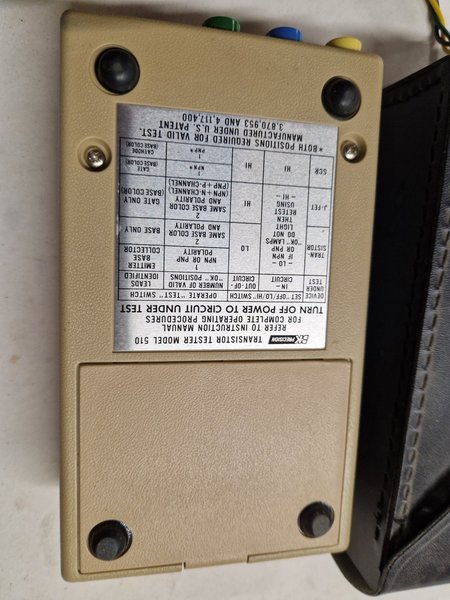 BK PRECISION TRANSISTOR TESTER MODEL 510
REFER TO INSTRUCTION MANUAL
FOR COMPLETE OPERATING PROCEDURES
TURN OFF POWER TO CIRCUIT UNDER TEST
DEVICE UNDER TEST
SET "OFF/LO/HI" SWITCH
OPERATE "TEST" SWITCH
IN-
CIRCUIT
OUT-OF-
CIRCUIT
NUMBER OF VALID
"OK" POSITIONS
LEADS
IDENTIFIED
TRAN-
SISTOR
- LO -
IF NPN
OR PNP
"OK" LAMPS
DO NOT
LIGHT
THEN
RETEST
USING
- HI -
LO
1
NPN OR PNP
POLARITY
EMITTER
BASE
COLLECTOR
2
SAME BASE COLOR
AND POLARITY
BASE ONLY
J-FET
HI
2
SAME BASE COLOR
AND POLARITY
(NPN=N-CHANNEL)
(PNP=P-CHANNEL)
GATE ONLY
(BASE COLOR)
SCR
HI
HI
1
NPN*
GATE
(BASE COLOR)
1
PNP*
CATHODE
(BASE COLOR)
*BOTH POSITIONS REQUIRED FOR VALID TEST.
MANUFACTURED UNDER U.S. PATENT
3,870,953 AND 4,117,400